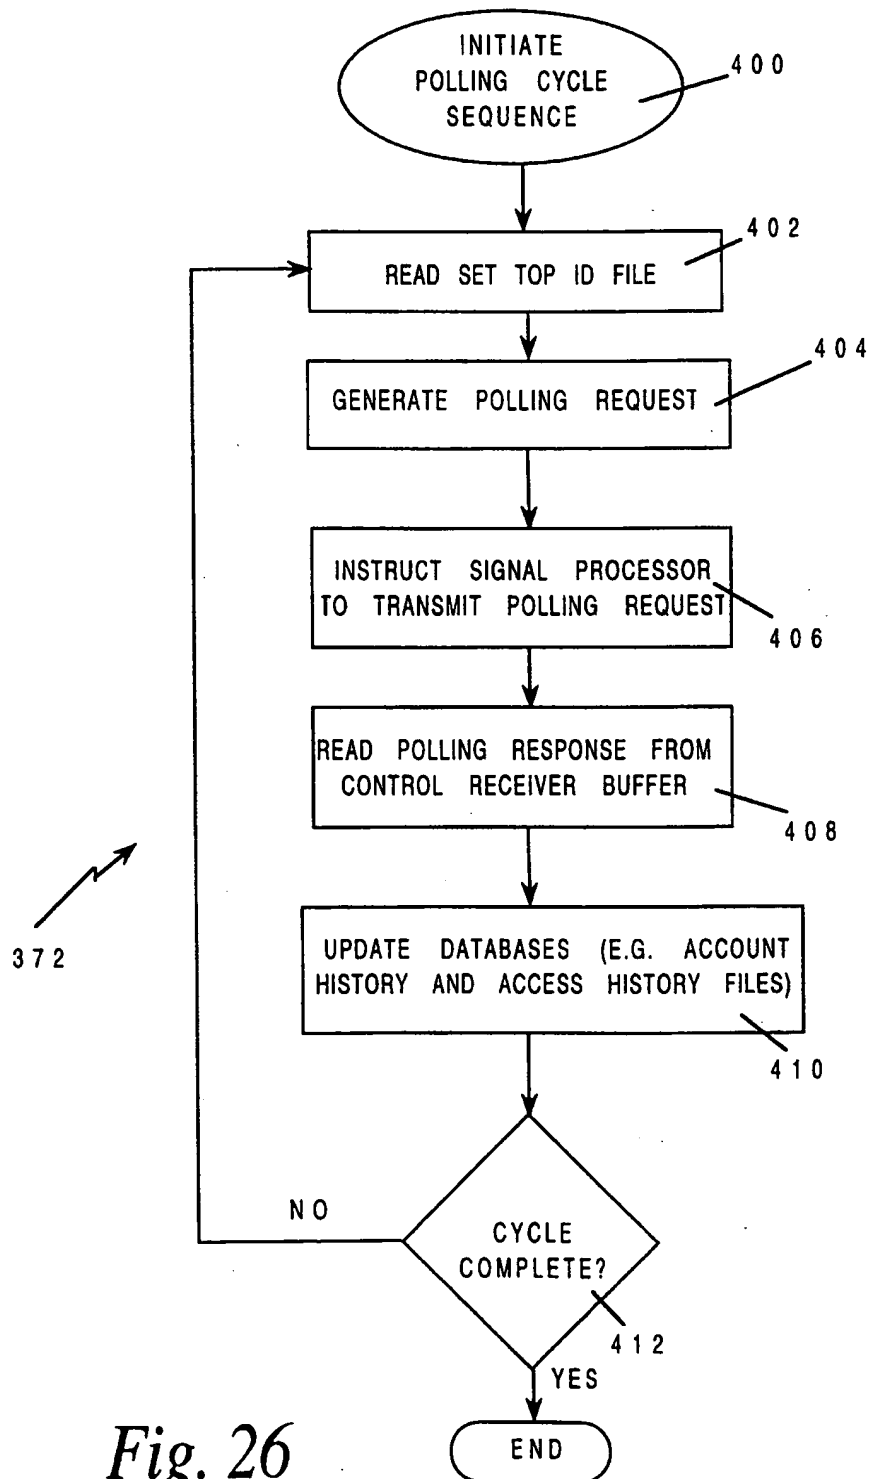 INITIATE
POLLING CYCLE
SEQUENCE
400
402
READ SET TOP ID FILE
404
GENERATE POLLING REQUEST
INSTRUCT SIGNAL PROCESSOR
TO TRANSMIT POLLING REQUEST
406
READ POLLING RESPONSE FROM
CONTROL RECEIVER BUFFER
408
372
UPDATE DATABASES (E.G. ACCOUNT
HISTORY AND ACCESS HISTORY FILES)
410
NO
CYCLE
COMPLETE?
412
YES
END
Fig. 26